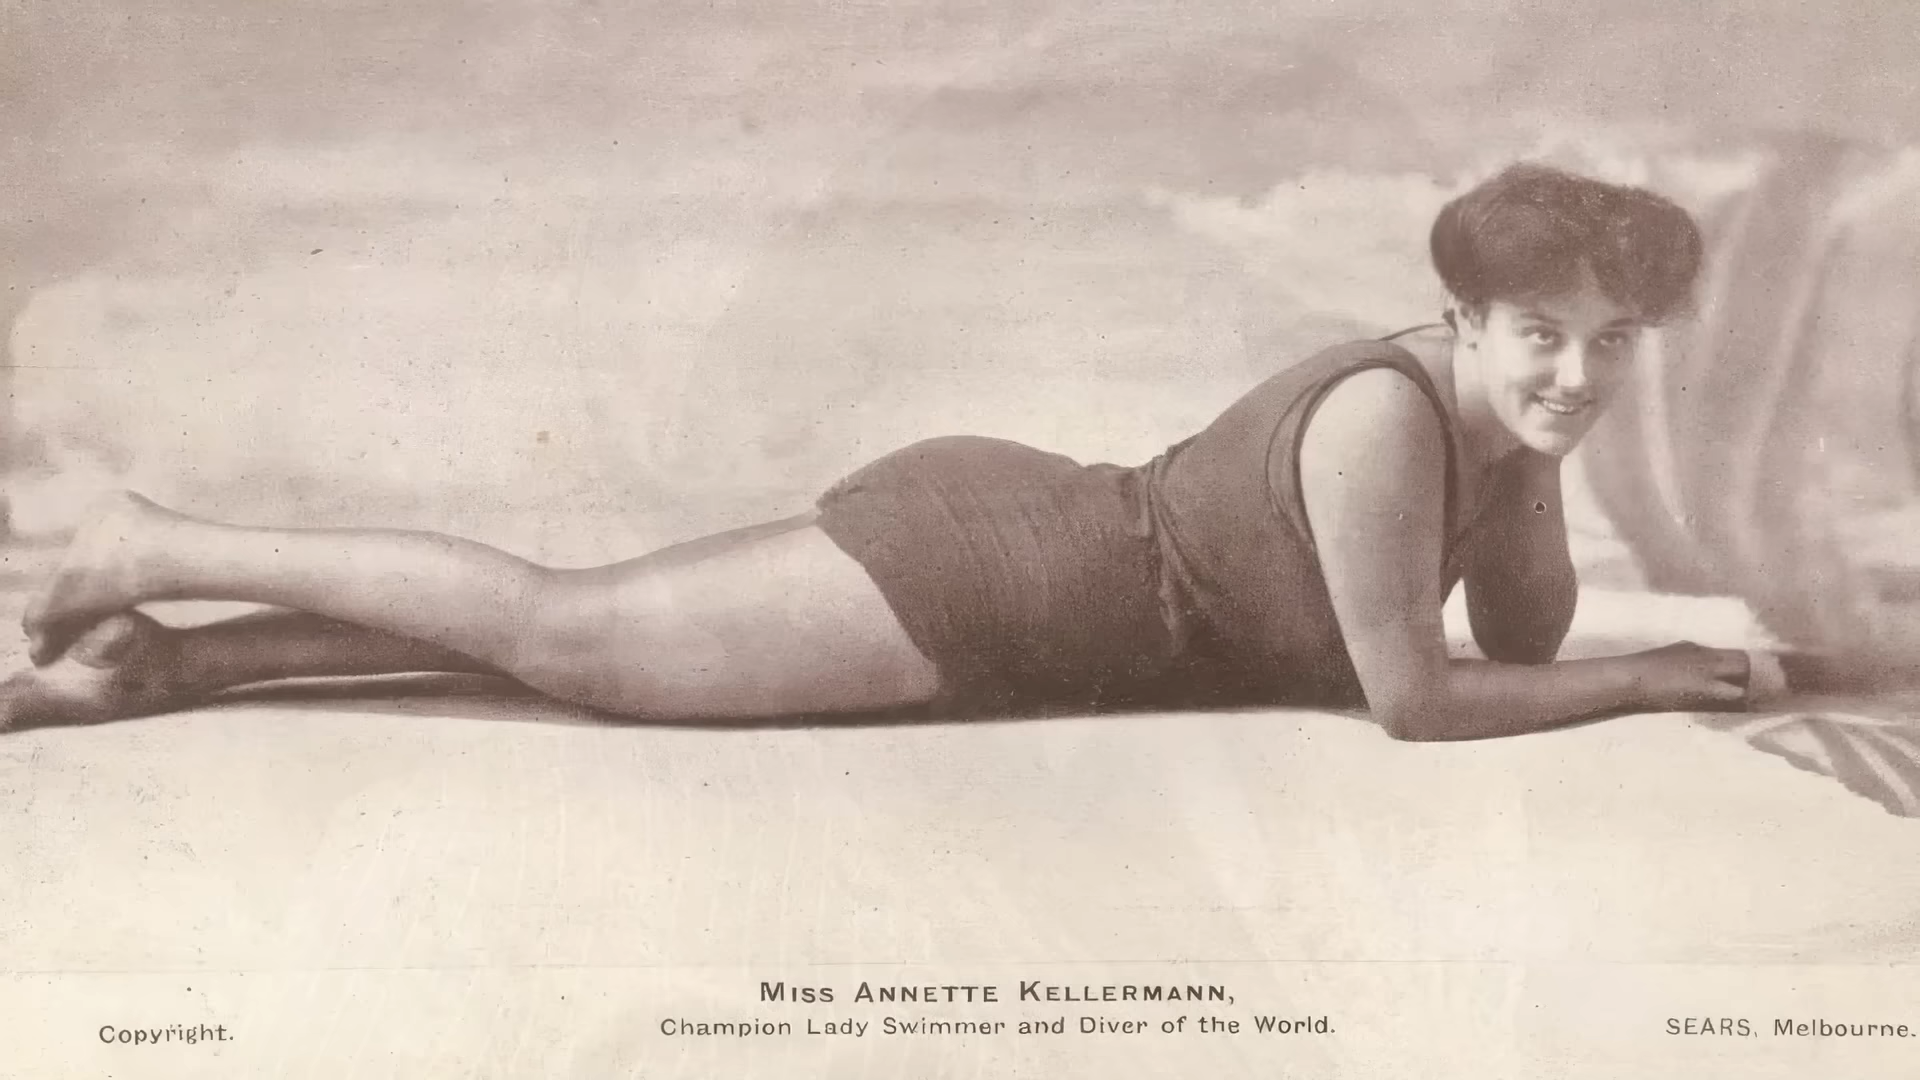 MISS ANNETTE KELLERMANN,
Champion Lady Swimmer and Diver of the World.
Copyright.
SEARS, Melbourne.